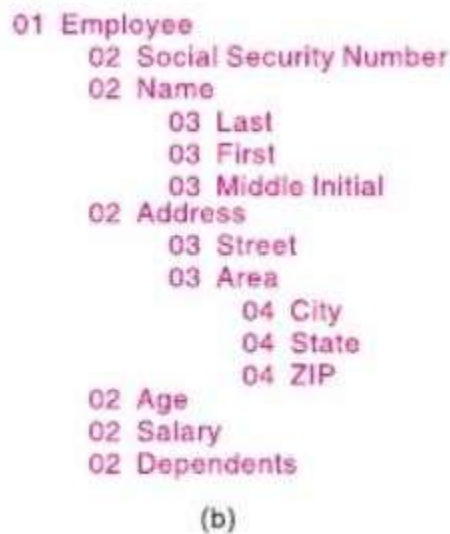 01 Employee
02 Social Security Number
02 Name
03 Last
03 First
03 Middle Initial
02 Address
03 Street
03 Area
04 City
04 State
04 ZIP
02 Age
02 Salary
02 Dependents
(b)